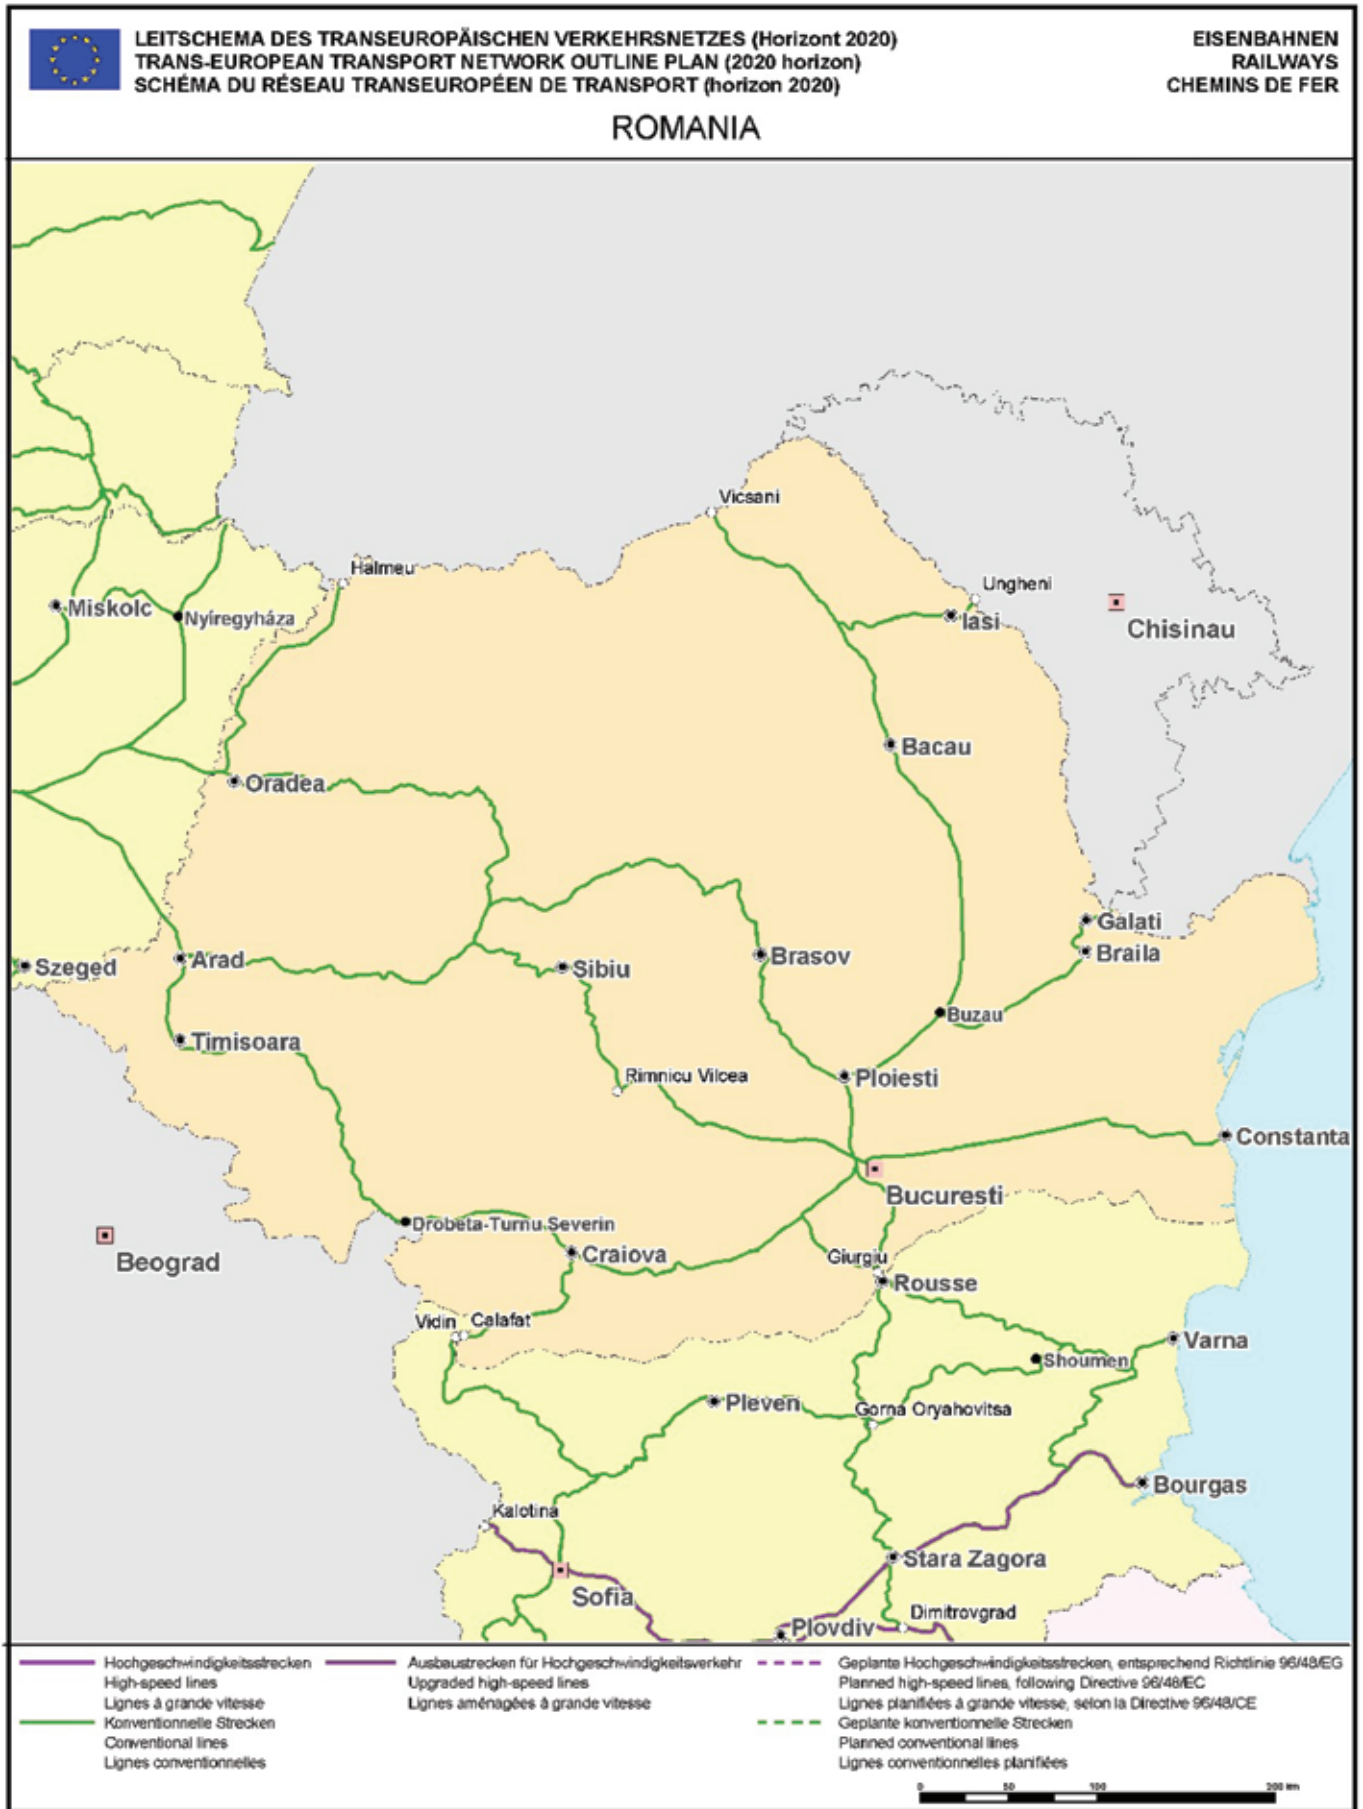 LEITSCHEMA DES TRANSEUROPÄISCHEN VERKEHRSNETZES (Horizont 2020)
TRANS-EUROPEAN TRANSPORT NETWORK OUTLINE PLAN (2020 horizon)
SCHÉMA DU RÉSEAU TRANSEUROPÉEN DE TRANSPORT (horizon 2020)
EISENBAHNEN
RAILWAYS
CHEMINS DE FER
ROMANIA
Vicsani
Halmeu
Ungheni
Miskolc
Nyíregyháza
Iasi
Chisinau
Bacau
Oradea
Galati
Szeged
Arad
Sibiu
Brasov
Braila
Buzau
Timisoara
Rimnicu Vilcea
Ploiesti
Constanta
Bucuresti
Drobeta-Turnu Severin
Beograd
Craiova
Giurgiu
Rousse
Vidin
Calafat
Varna
Shoumen
Pleven
Gorna Oryahovitsa
Bourgas
Kalotina
Stara Zagora
Sofia
Dimitrovgrad
Plovdiv
Hochgeschwindigkeitsstrecken
High-speed lines
Lignes à grande vitesse
Konventionnelle Strecken
Conventional lines
Lignes conventionnelles
Ausbaustrecken für Hochgeschwindigkeitsverkehr
Upgraded high-speed lines
Lignes aménagées à grande vitesse
Geplante Hochgeschwindigkeitsstrecken, entsprechend Richtlinie 96/48/EG
Planned high-speed lines, following Directive 96/48/EC
Lignes planifiées à grande vitesse, selon la Directive 96/48/CE
Geplante konventionelle Strecken
Planned conventional lines
Lignes conventionnelles planifiées
0 50 100 200 km